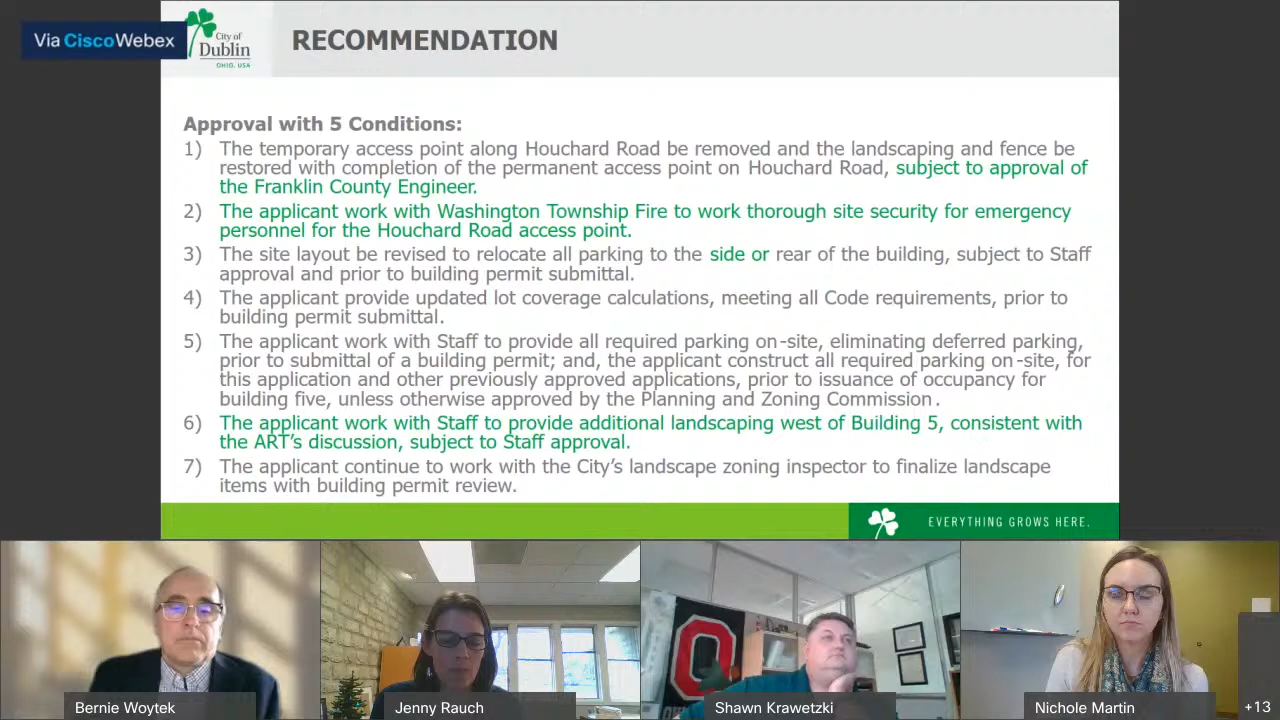 Via CiscoWebex
City of
Dublin
OHIO, USA
RECOMMENDATION
Approval with 5 Conditions:
1) The temporary access point along Houchard Road be removed and the landscaping and fence be
restored with completion of the permanent access point on Houchard Road, subject to approval of
the Franklin County Engineer.
2) The applicant work with Washington Township Fire to work thorough site security for emergency
personnel for the Houchard Road access point.
3) The site layout be revised to relocate all parking to the side or rear of the building, subject to Staff
approval and prior to building permit submittal.
4) The applicant provide updated lot coverage calculations, meeting all Code requirements, prior to
building permit submittal.
5) The applicant work with Staff to provide all required parking on-site, eliminating deferred parking,
prior to submittal of a building permit; and, the applicant construct all required parking on-site, for
this application and other previously approved applications, prior to issuance of occupancy for
building five, unless otherwise approved by the Planning and Zoning Commission.
6) The applicant work with Staff to provide additional landscaping west of Building 5, consistent with
the ART's discussion, subject to Staff approval.
7) The applicant continue to work with the City's landscape zoning inspector to finalize landscape
items with building permit review.
EVERYTHING GROWS HERE.
Bernie Woytek
Jenny Rauch
Shawn Krawetzki
Nichole Martin
+13